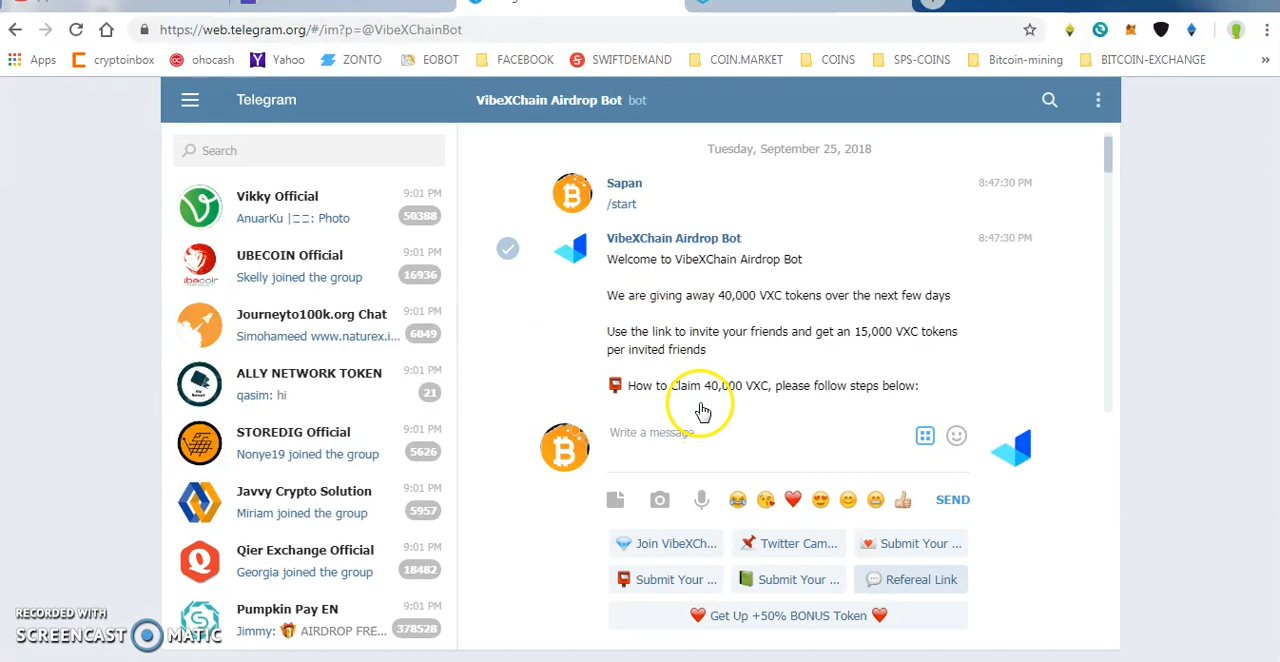 https://web.telegram.org/#/im?p=@VibeXChainBot
Apps cryptoinbox ohocash Yahoo ZONTO EOBOT FACEBOOK SWIFTDEMAND COIN.MARKET COINS SPS-COINS Bitcoin-mining BITCOIN-EXCHANGE »
Telegram
VibeXChain Airdrop Bot bot
Search
Vikky Official 9:01 PM
AnuarKu |ㅁㅁ: Photo 50388
UBECOIN Official 9:01 PM
Skelly joined the group 16936
Journeyto100k.org Chat 9:01 PM
Simohameed www.naturex.i... 6049
ALLY NETWORK TOKEN 9:01 PM
qasim: hi 21
STOREDIG Official 9:01 PM
Nonye19 joined the group 5626
Javvy Crypto Solution 9:01 PM
Miriam joined the group 5957
Qier Exchange Official 9:01 PM
Georgia joined the group 18482
Pumpkin Pay EN 9:01 PM
Jimmy: 🎁 AIRDROP FRE... 378528
Tuesday, September 25, 2018
Sapan 8:47:30 PM
/start
VibeXChain Airdrop Bot 8:47:30 PM
Welcome to VibeXChain Airdrop Bot
We are giving away 40,000 VXC tokens over the next few days
Use the link to invite your friends and get an 15,000 VXC tokens
per invited friends
📮 How to Claim 40,000 VXC, please follow steps below:
Write a message
😂 😘 ❤️ 😍 😊 😁 👍 SEND
💎 Join VibeXCh... 📌 Twitter Cam... 💌 Submit Your ...
📮 Submit Your ... 📗 Submit Your ... 💬 Refereal Link
❤️ Get Up +50% BONUS Token ❤️
RECORDED WITH
SCREENCAST MATIC